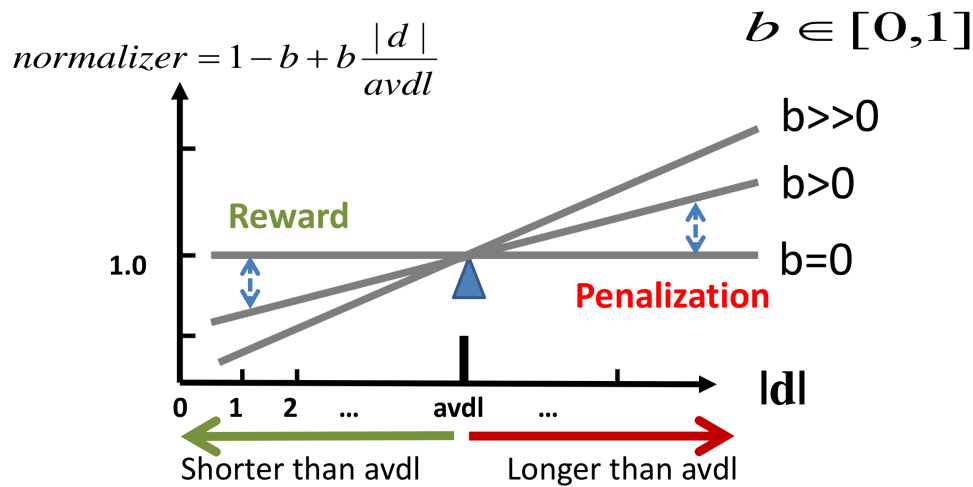 b ∈ [0,1]
normalizer = 1 − b + b |d| / avdl
b>>0
b>0
Reward
1.0
b=0
Penalization
|d|
0 1 2 ... avdl ...
Shorter than avdl Longer than avdl